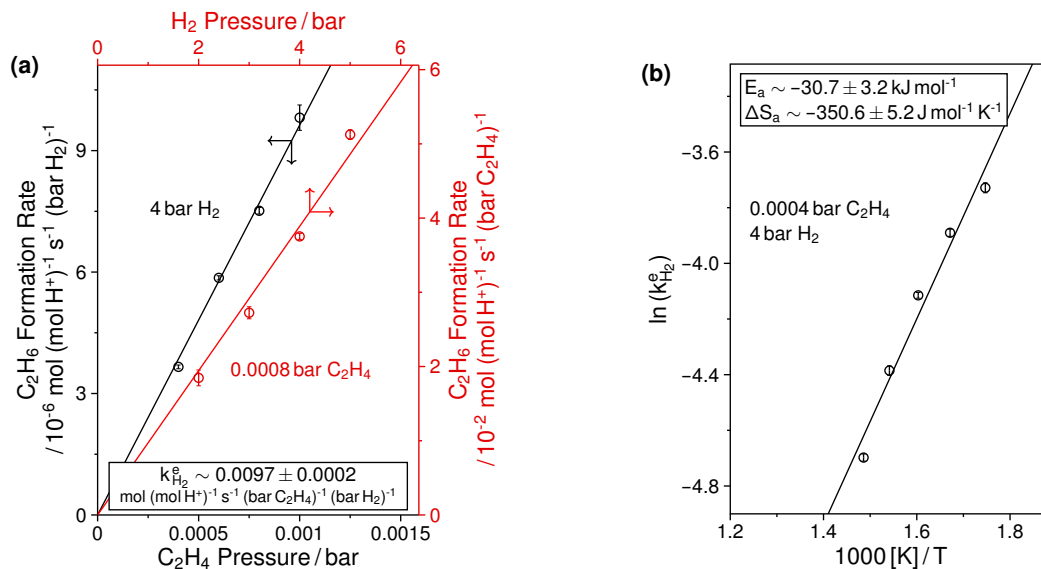 (a)
H₂ Pressure / bar
0 2 4 6
C₂H₆ Formation Rate
/ 10⁻⁶ mol (mol H⁺)⁻¹ s⁻¹ (bar H₂)⁻¹
9
6
3
0
4 bar H₂
0.0008 bar C₂H₄
k^e_H₂ ∼ 0.0097 ± 0.0002
mol (mol H⁺)⁻¹ s⁻¹ (bar C₂H₄)⁻¹ (bar H₂)⁻¹
6
4
2
0
C₂H₆ Formation Rate
/ 10⁻² mol (mol H⁺)⁻¹ s⁻¹ (bar C₂H₄)⁻¹
0 0.0005 0.001 0.0015
C₂H₄ Pressure / bar
(b)
Eₐ ∼ −30.7 ± 3.2 kJ mol⁻¹
ΔSₐ ∼ −350.6 ± 5.2 J mol⁻¹ K⁻¹
0.0004 bar C₂H₄
4 bar H₂
ln (k^e_H₂)
−3.6
−4.0
−4.4
−4.8
1.2 1.4 1.6 1.8
1000 [K] / T